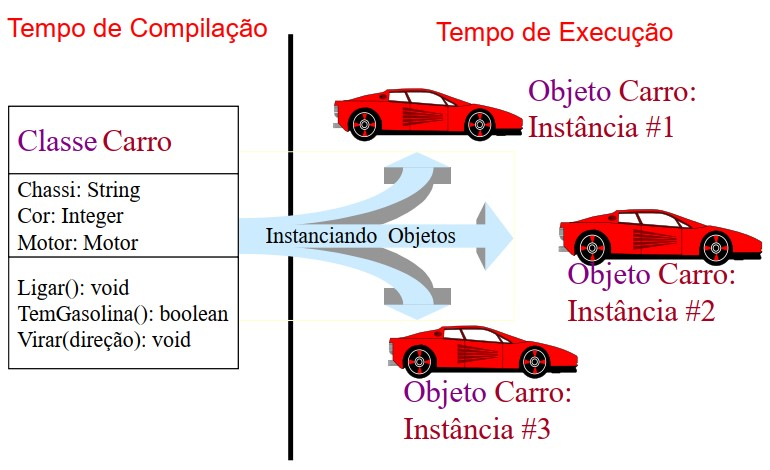 Tempo de Compilação
Tempo de Execução
Classe Carro
Chassi: String
Cor: Integer
Motor: Motor
Ligar(): void
TemGasolina(): boolean
Virar(direção): void
Instanciando Objetos
Objeto Carro:
Instância #1
Objeto Carro:
Instância #2
Objeto Carro:
Instância #3